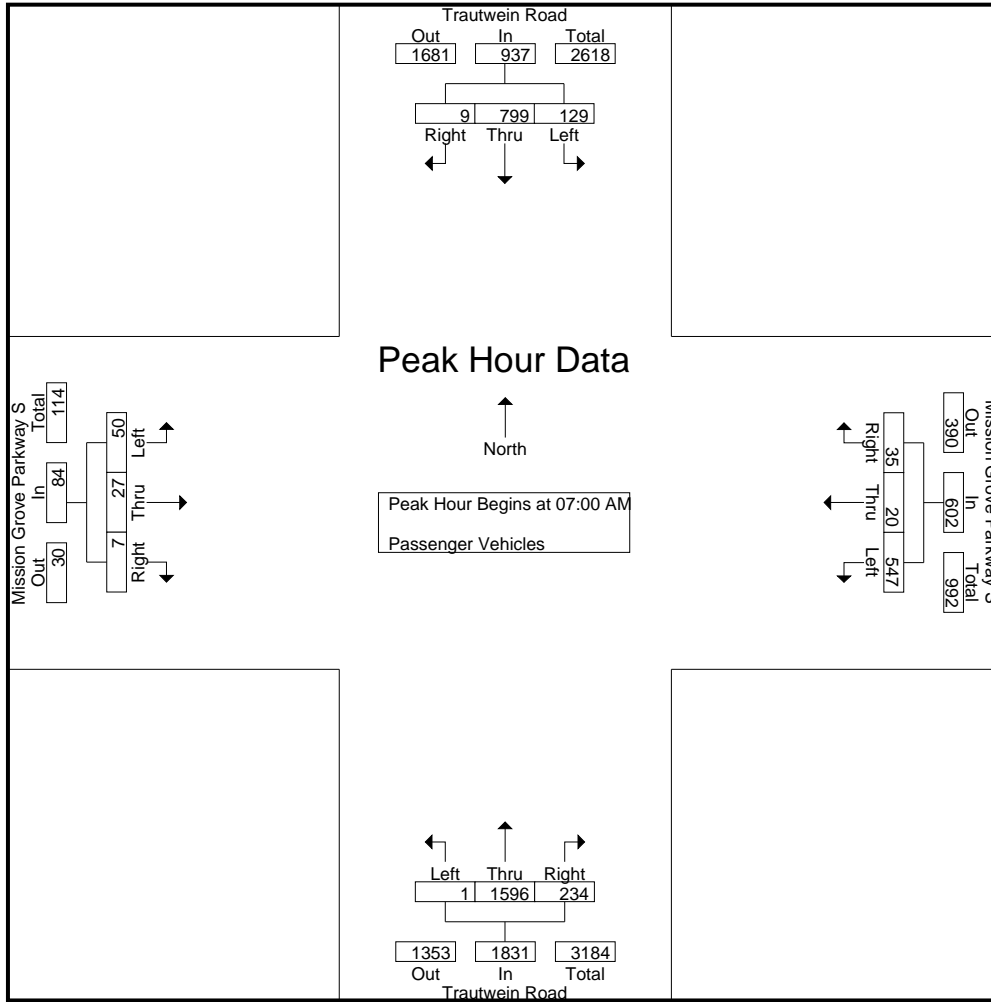 Trautwein Road
Out In Total
1681 937 2618
9 799 129
Right Thru Left
Peak Hour Data
North
Peak Hour Begins at 07:00 AM
Passenger Vehicles
Mission Grove Parkway S
Out In Total
30 84 114
7 27 50
Right Thru Left
Mission Grove Parkway S
Out In Total
390 602 992
35 20 547
Right Thru Left
Left Thru Right
1 1596 234
1353 1831 3184
Out In Total
Trautwein Road